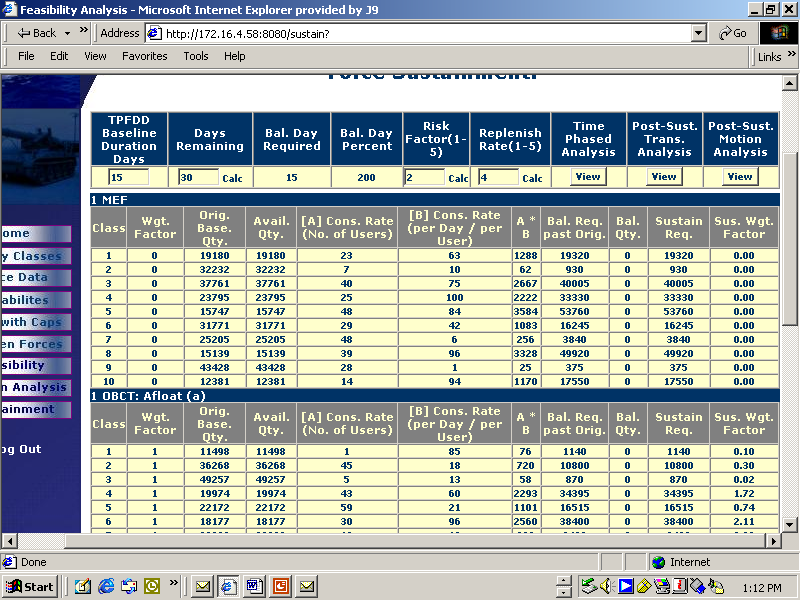 Feasibility Analysis - Microsoft Internet Explorer provided by J9
Back » Address http://172.16.4.58:8080/sustain? Go
File Edit View Favorites Tools Help Links »
Force Sustainment:
TPFDD Baseline Duration Days Days Remaining Bal. Day Required Bal. Day Percent Risk Factor(1-5) Replenish Rate(1-5) Time Phased Analysis Post-Sust. Trans. Analysis Post-Sust. Motion Analysis
15 30 Calc 15 200 2 Calc 4 Calc View View View
1 MEF
Class Wgt. Factor Orig. Base. Qty. Avail. Qty. [A] Cons. Rate (No. of Users) [B] Cons. Rate (per Day / per User) A * B Bal. Req. past Orig. Bal. Qty. Sustain Req. Sus. Wgt. Factor
1 0 19180 19180 23 63 1288 19320 0 19320 0.00
2 0 32232 32232 7 10 62 930 0 930 0.00
3 0 37761 37761 40 75 2667 40005 0 40005 0.00
4 0 23795 23795 25 100 2222 33330 0 33330 0.00
5 0 15747 15747 48 84 3584 53760 0 53760 0.00
6 0 31771 31771 29 42 1083 16245 0 16245 0.00
7 0 25205 25205 48 6 256 3840 0 3840 0.00
8 0 15139 15139 39 96 3328 49920 0 49920 0.00
9 0 43428 43428 28 1 25 375 0 375 0.00
10 0 12381 12381 14 94 1170 17550 0 17550 0.00
1 OBCT: Afloat (a)
Class Wgt. Factor Orig. Base. Qty. Avail. Qty. [A] Cons. Rate (No. of Users) [B] Cons. Rate (per Day / per User) A * B Bal. Req. past Orig. Bal. Qty. Sustain Req. Sus. Wgt. Factor
1 1 11498 11498 1 85 76 1140 0 1140 0.10
2 1 36268 36268 45 18 720 10800 0 10800 0.30
3 1 49257 49257 5 13 58 870 0 870 0.02
4 1 19974 19974 43 60 2293 34395 0 34395 1.72
5 1 22172 22172 59 21 1101 16515 0 16515 0.74
6 1 18177 18177 30 96 2560 38400 0 38400 2.11
ome
y Classes
ce Data
abilites
with Caps
en Forces
sibility
n Analysis
ainment
og Out
Done Internet
Start » 1:12 PM